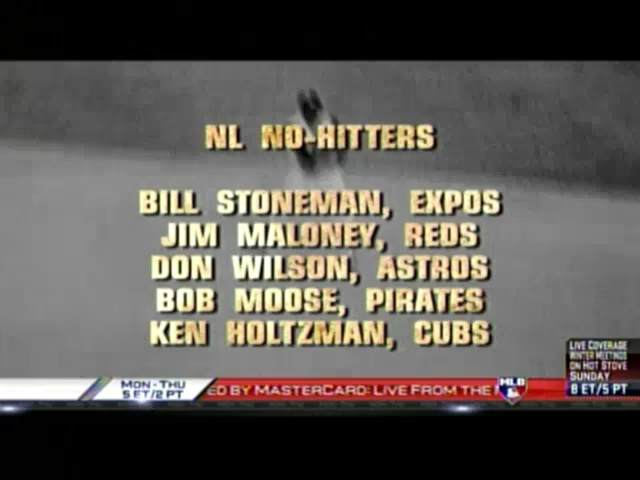 NL NO-HITTERS
BILL STONEMAN, EXPOS
JIM MALONEY, REDS
DON WILSON, ASTROS
BOB MOOSE, PIRATES
KEN HOLTZMAN, CUBS
LIVE COVERAGE
WINTER MEETINGS
ON HOT STOVE
SUNDAY
8 ET/5 PT
MON - THU
5 ET/2 PT
ED BY MASTERCARD: LIVE FROM THE
MLB